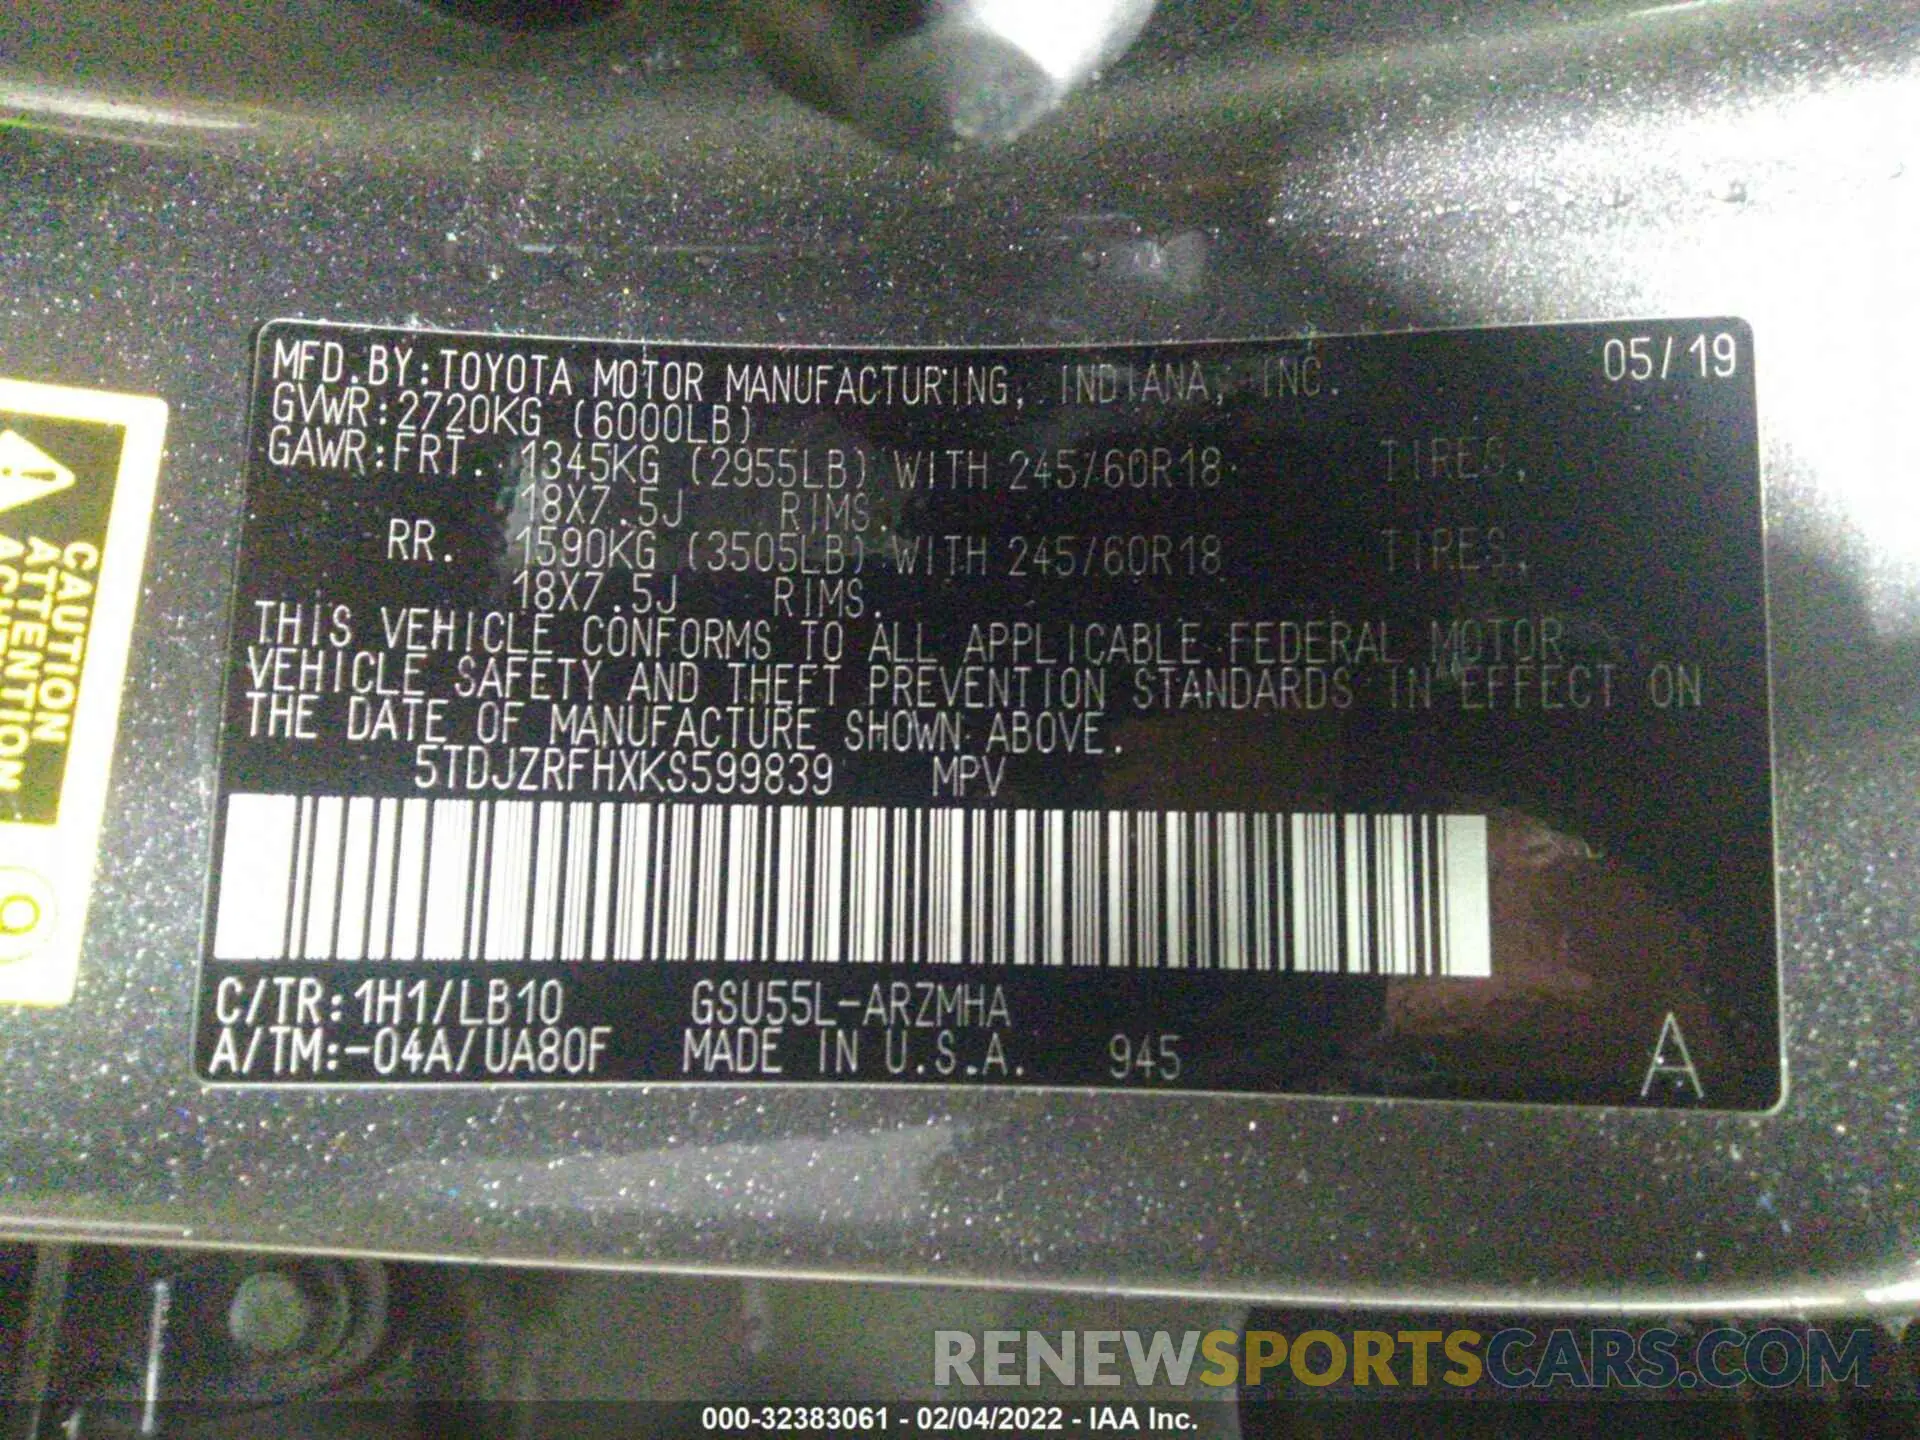 MFD.BY:TOYOTA MOTOR MANUFACTURING, INDIANA, INC. 05/19
GVWR:2720KG (6000LB)
GAWR:FRT. 1345KG (2955LB) WITH 245/60R18 TIRES,
18X7.5J RIMS.
RR. 1590KG (3505LB) WITH 245/60R18 TIRES,
18X7.5J RIMS.
THIS VEHICLE CONFORMS TO ALL APPLICABLE FEDERAL MOTOR
VEHICLE SAFETY AND THEFT PREVENTION STANDARDS IN EFFECT ON
THE DATE OF MANUFACTURE SHOWN ABOVE.
5TDJZRFHXKS599839 MPV
C/TR:1H1/LB10 GSU55L-ARZMHA
A/TM:-04A/UA80F MADE IN U.S.A. 945 A
CAUTION
ATTENTION
RENEWSPORTSCARS.COM
000-32383061 - 02/04/2022 - IAA Inc.